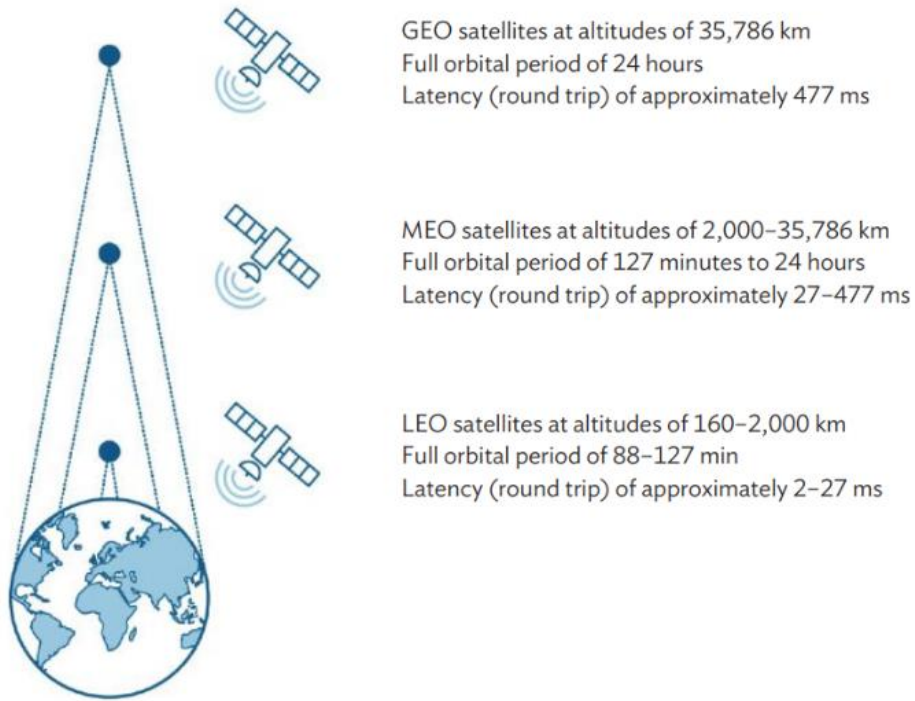 GEO satellites at altitudes of 35,786 km
Full orbital period of 24 hours
Latency (round trip) of approximately 477 ms
MEO satellites at altitudes of 2,000–35,786 km
Full orbital period of 127 minutes to 24 hours
Latency (round trip) of approximately 27–477 ms
LEO satellites at altitudes of 160–2,000 km
Full orbital period of 88–127 min
Latency (round trip) of approximately 2–27 ms